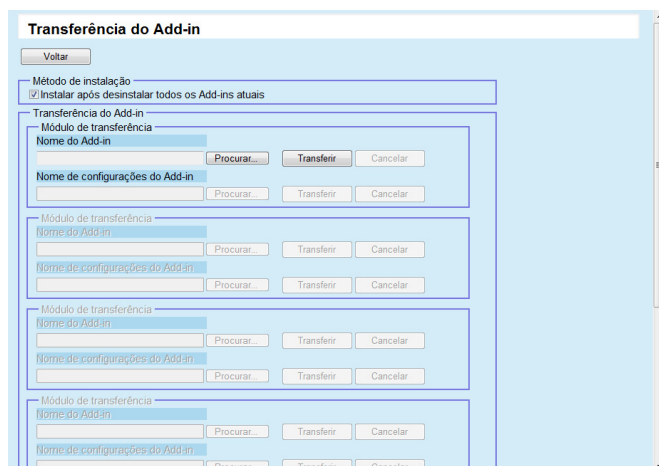 Transferência do Add-in
Voltar
Método de instalação
Instalar após desinstalar todos os Add-ins atuais
Transferência do Add-in
Módulo de transferência
Nome do Add-in
Procurar... Transferir Cancelar
Nome de configurações do Add-in
Procurar... Transferir Cancelar
Módulo de transferência
Nome do Add-in
Procurar... Transferir Cancelar
Nome de configurações do Add-in
Procurar... Transferir Cancelar
Módulo de transferência
Nome do Add-in
Procurar... Transferir Cancelar
Nome de configurações do Add-in
Procurar... Transferir Cancelar
Módulo de transferência
Nome do Add-in
Procurar... Transferir Cancelar
Nome de configurações do Add-in